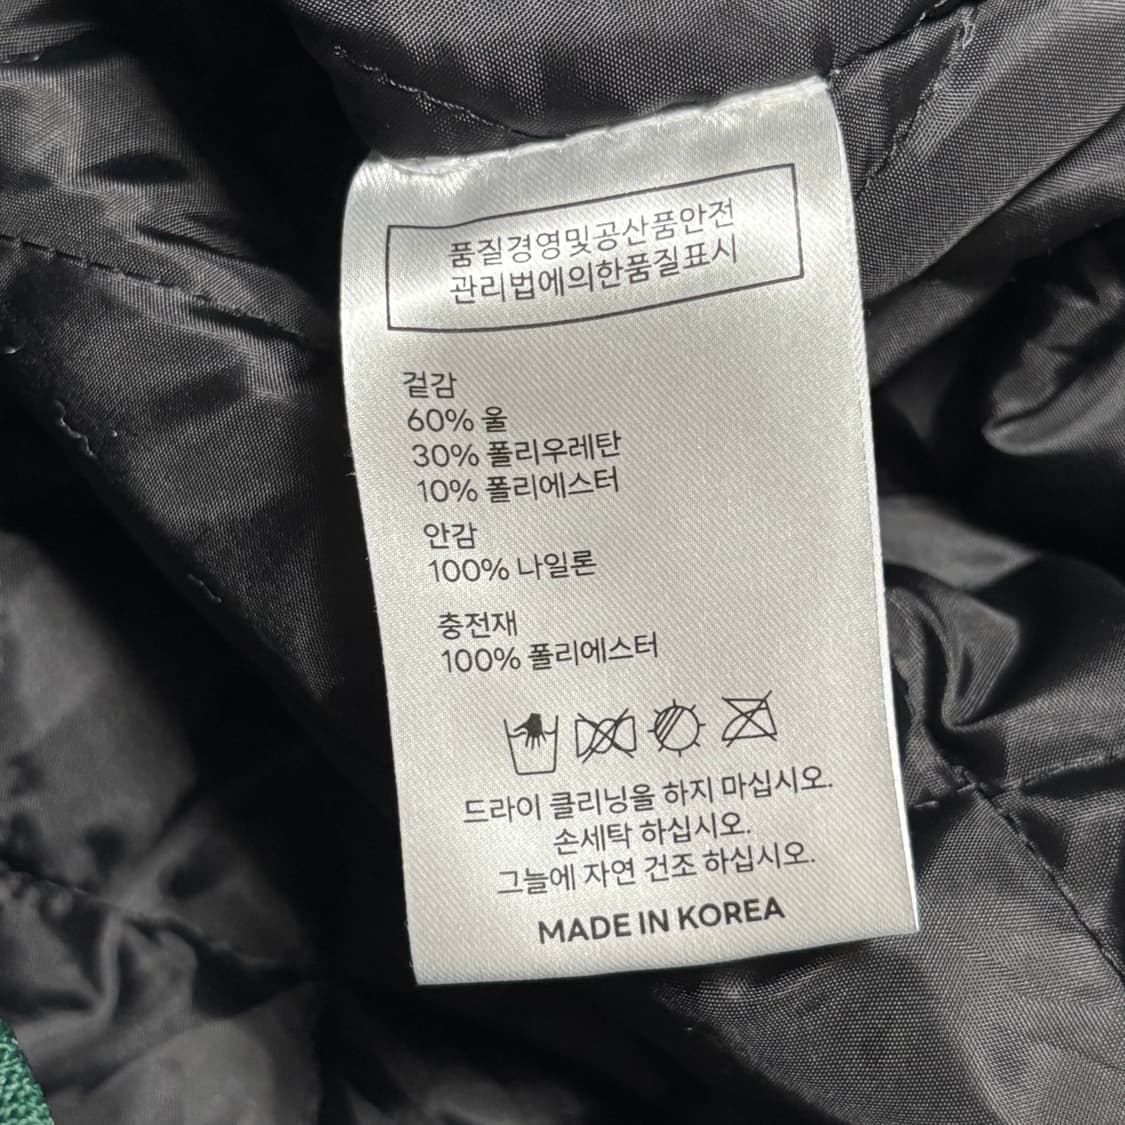 품질경영및공산품안전
관리법에의한품질표시
겉감
60% 울
30% 폴리우레탄
10% 폴리에스터
안감
100% 나일론
충전재
100% 폴리에스터
드라이 클리닝을 하지 마십시오.
손세탁 하십시오.
그늘에 자연 건조 하십시오.
MADE IN KOREA